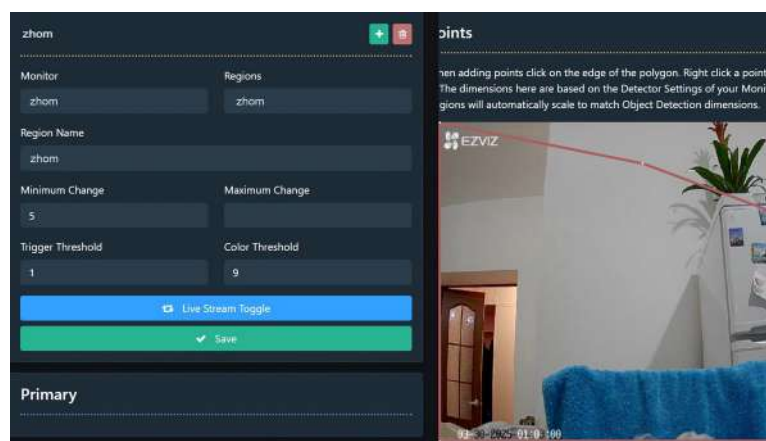 zhom
Monitor
Regions
zhom
zhom
Region Name
zhom
Minimum Change
Maximum Change
5
Trigger Threshold
Color Threshold
1
9
Live Stream Toggle
Save
Primary
oints
hen adding points click on the edge of the polygon. Right click a point
The dimensions here are based on the Detector Settings of your Moni
gions will automatically scale to match Object Detection dimensions.
EZVIZ